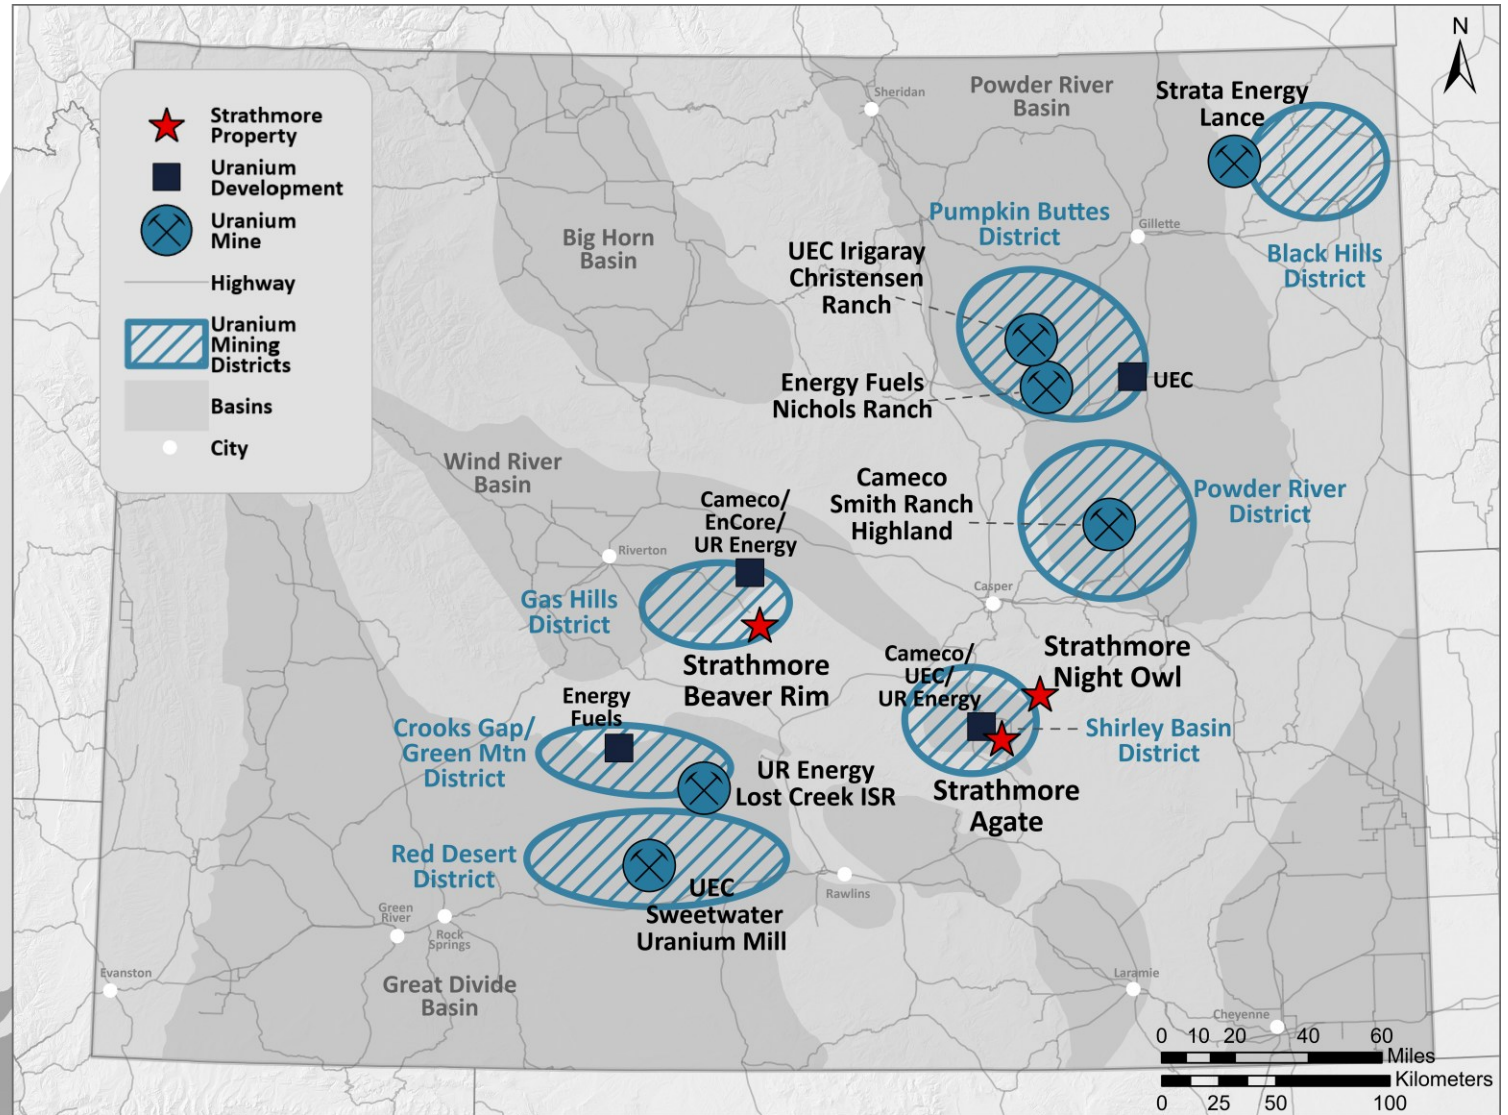 N
Strathmore
Property
Uranium
Development
Uranium
Mine
Highway
Uranium
Mining
Districts
Basins
City
Sheridan
Powder River
Basin
Strata Energy
Lance
Big Horn
Basin
Pumpkin Buttes
District
Gillette
Black Hills
District
UEC Irigaray
Christensen
Ranch
Energy Fuels
Nichols Ranch
UEC
Wind River
Basin
Cameco/
EnCore/
UR Energy
Cameco
Smith Ranch
Highland
Powder River
District
Riverton
Gas Hills
District
Casper
Strathmore
Beaver Rim
Cameco/
UEC/
UR Energy
Strathmore
Night Owl
Energy
Fuels
Crooks Gap/
Green Mtn
District
Shirley Basin
District
UR Energy
Lost Creek ISR
Strathmore
Agate
Red Desert
District
UEC
Sweetwater
Uranium Mill
Rawlins
Green
River
Rock
Springs
Evanston
Great Divide
Basin
Laramie
Cheyenne
0 10 20 40 60
Miles
Kilometers
0 25 50 100